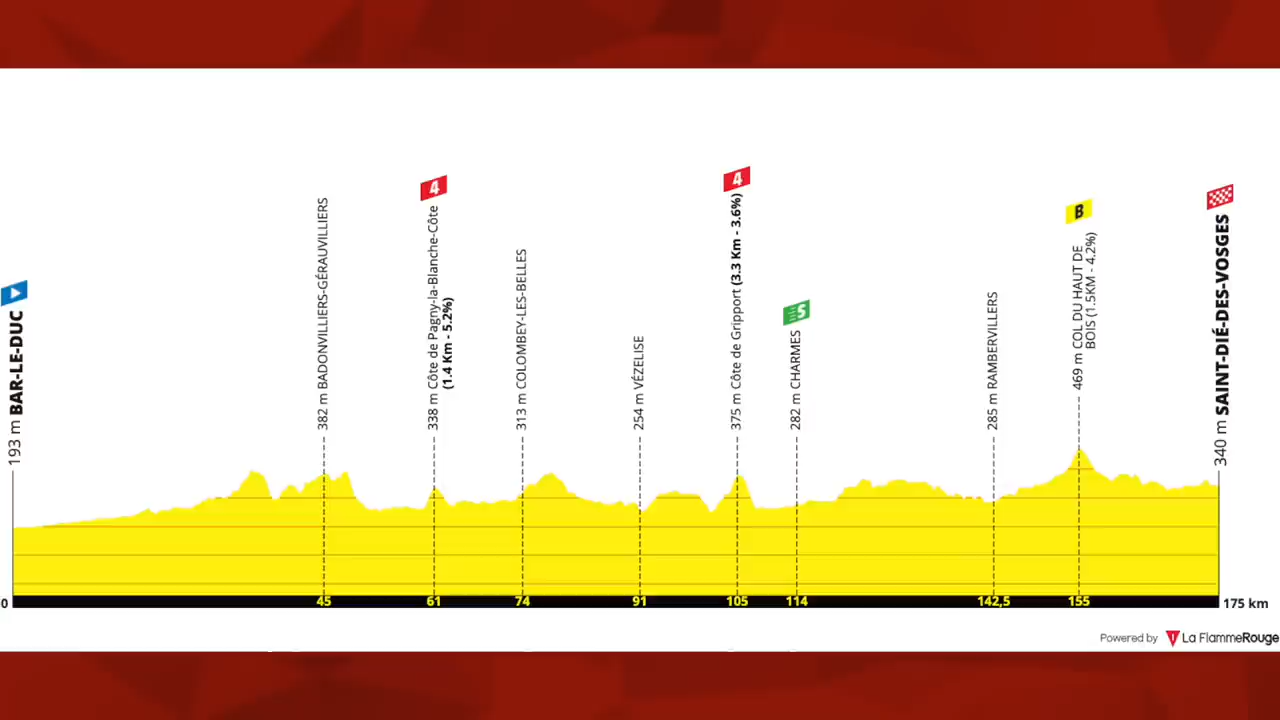 193 m BAR-LE-DUC
382 m BADONVILLIERS-GÉRAUVILLIERS
4
338 m Côte de Pagny-la-Blanche-Côte
(1.4 Km - 5.2%)
313 m COLOMBEY-LES-BELLES
254 m VÉZELISE
4
375 m Côte de Gripport (3.3 Km - 3.6%)
S
282 m CHARMES
285 m RAMBERVILLERS
B
469 m COL DU HAUT DE
BOIS (1.5KM - 4.2%)
340 m SAINT-DIÉ-DES-VOSGES
0 45 61 74 91 105 114 142,5 155 175 km
Powered by La FlammeRouge